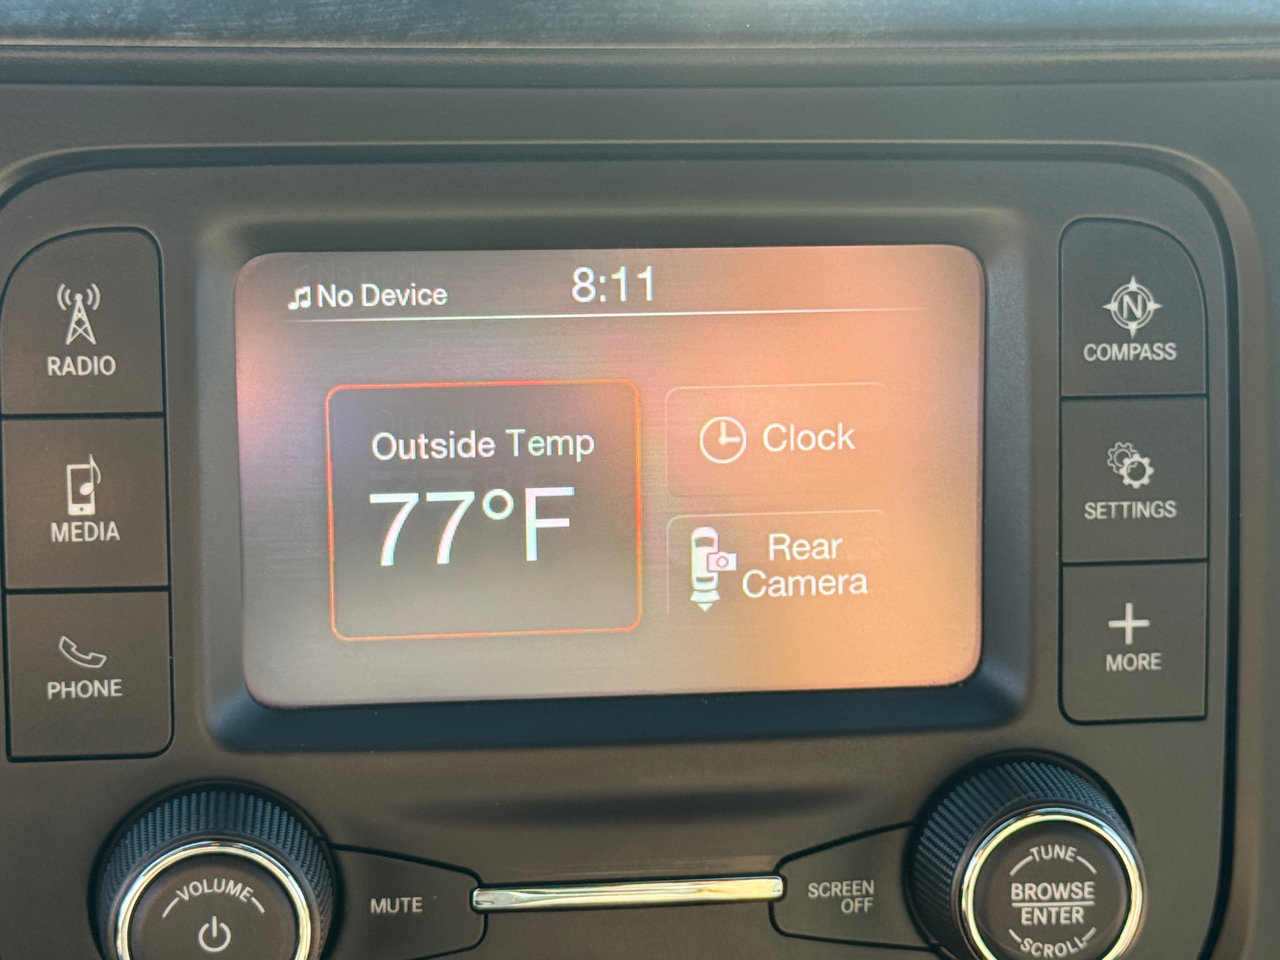 No Device
8:11
Outside Temp
77°F
Clock
Rear
Camera
RADIO
MEDIA
PHONE
N
COMPASS
SETTINGS
MORE
VOLUME
MUTE
SCREEN
OFF
TUNE
BROWSE
ENTER
SCROLL